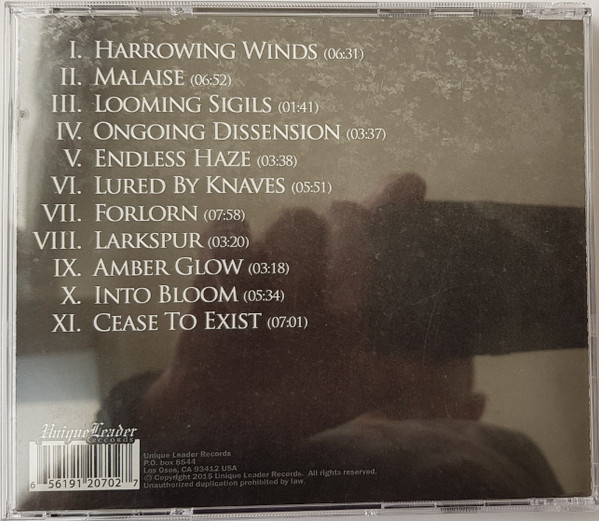 I. HARROWING WINDS (06:31)
II. MALAISE (06:52)
III. LOOMING SIGILS (01:41)
IV. ONGOING DISSENSION (03:37)
V. ENDLESS HAZE (03:38)
VI. LURED BY KNAVES (05:51)
VII. FORLORN (07:58)
VIII. LARKSPUR (03:20)
IX. AMBER GLOW (03:18)
X. INTO BLOOM (05:34)
XI. CEASE TO EXIST (07:01)
Unique Leader
RECORDS
6 56191 20702 7
Unique Leader Records
P.O. box 6544
Los Osos, CA 93412 USA
© Copyright 2015 Unique Leader Records. All rights reserved.
Unauthorized duplication prohibited by law.